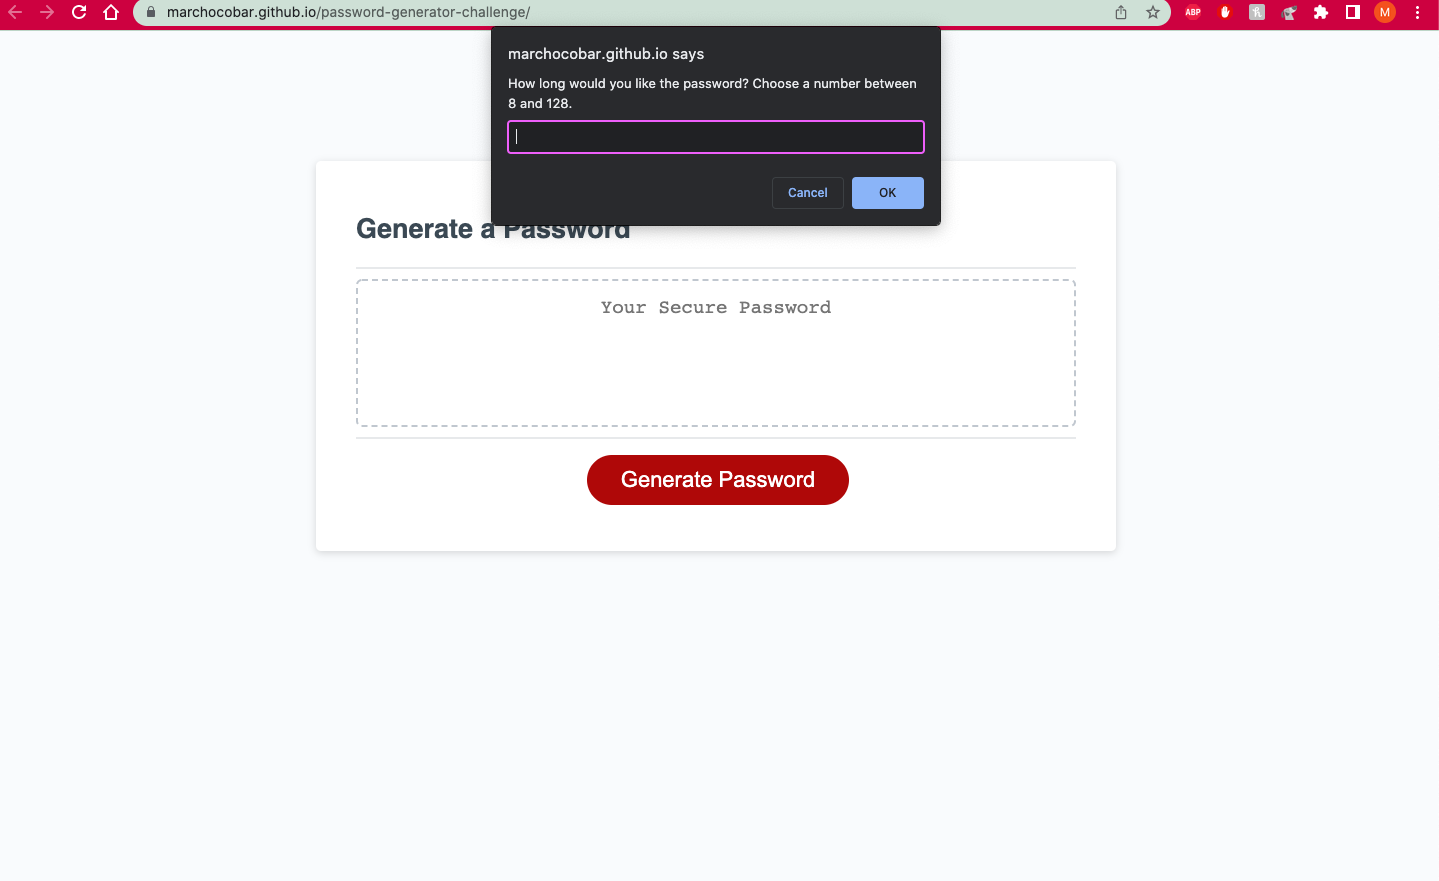 marchocobar.github.io/password-generator-challenge/
ABP
M
marchocobar.github.io says
How long would you like the password? Choose a number between
8 and 128.
Cancel
OK
Generate a Password
Your Secure Password
Generate Password